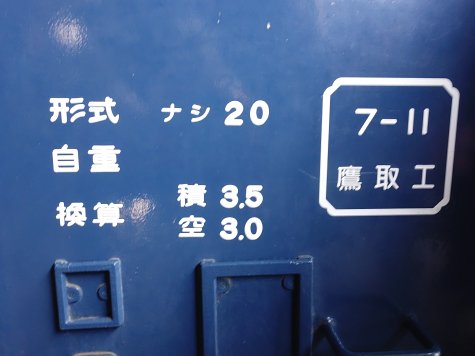 形式 ナシ 20
自重
換算 積 3.5
空 3.0
7-11
鷹取工